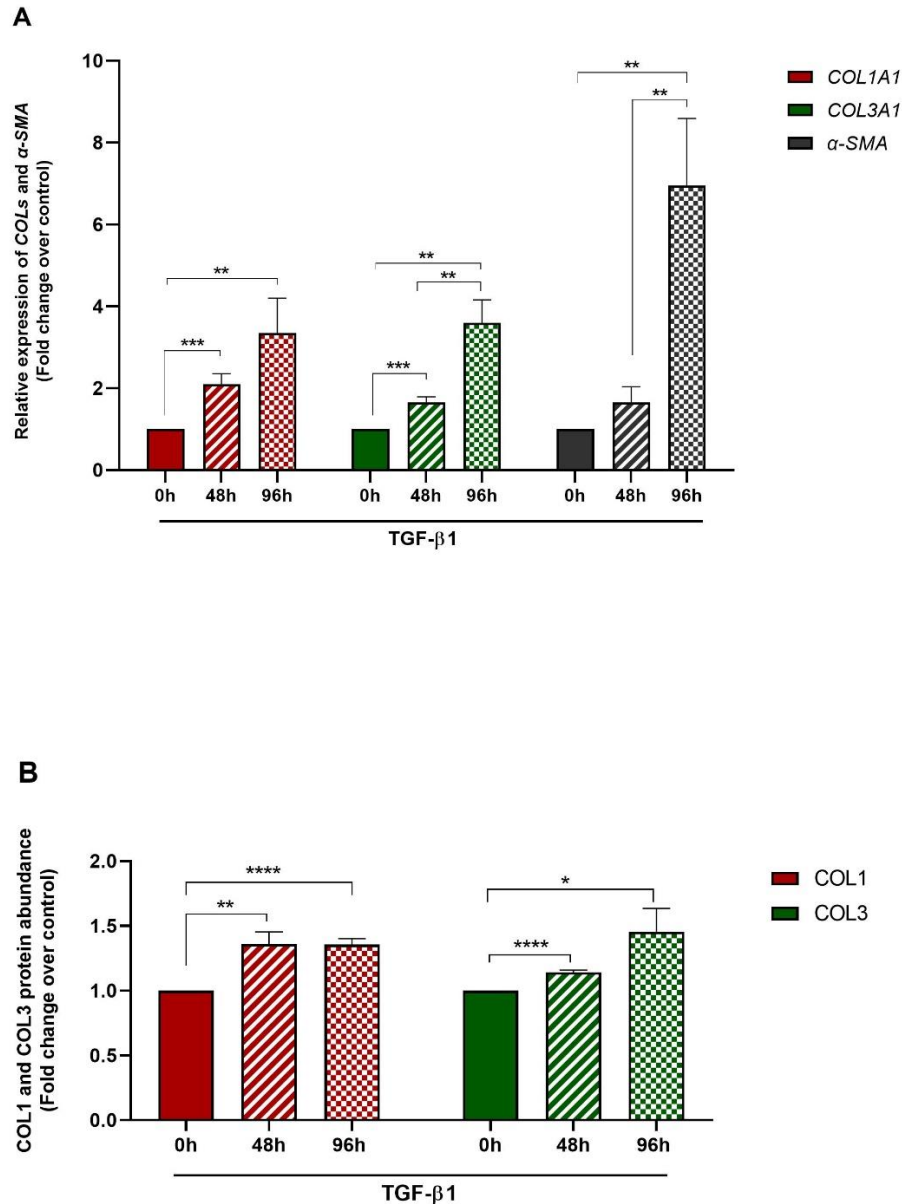 A
Relative expression of COLs and α-SMA
(Fold change over control)
10
8
6
4
2
0
**
***
**
**
***
**
**
COL1A1
COL3A1
α-SMA
0h 48h 96h 0h 48h 96h 0h 48h 96h
TGF-β1
B
COL1 and COL3 protein abundance
(Fold change over control)
2.0
1.5
1.0
0.5
0.0
****
**
*
****
COL1
COL3
0h 48h 96h 0h 48h 96h
TGF-β1